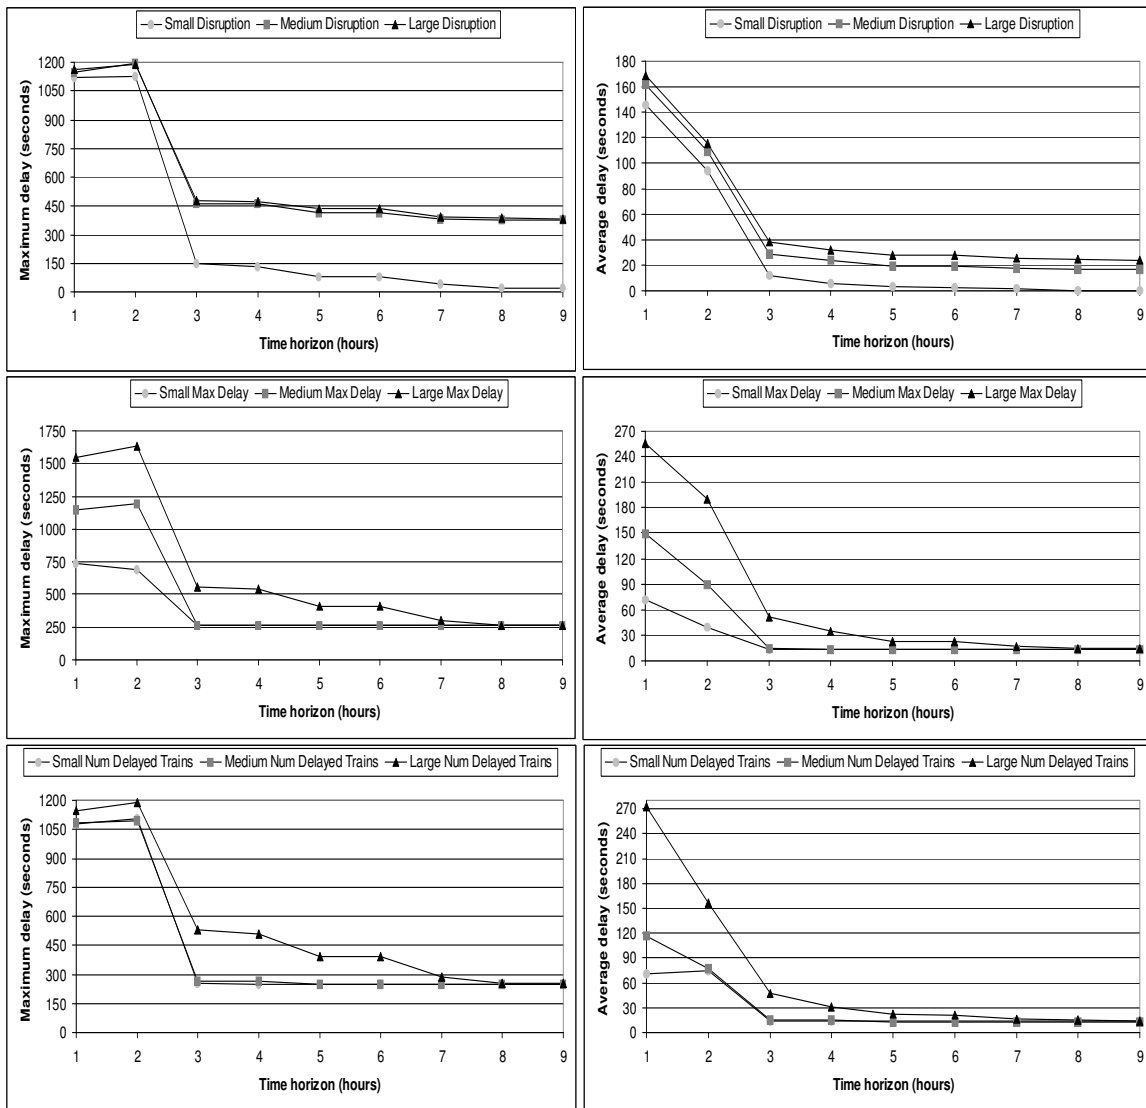 Small Disruption Medium Disruption Large Disruption
1200
1050
900
750
600
450
300
150
0
Maximum delay (seconds)
1 2 3 4 5 6 7 8 9
Time horizon (hours)
Small Disruption Medium Disruption Large Disruption
180
160
140
120
100
80
60
40
20
0
Average delay (seconds)
1 2 3 4 5 6 7 8 9
Time horizon (hours)
Small Max Delay Medium Max Delay Large Max Delay
1750
1500
1250
1000
750
500
250
0
Maximum delay (seconds)
1 2 3 4 5 6 7 8 9
Time horizon (hours)
Small Max Delay Medium Max Delay Large Max Delay
270
240
210
180
150
120
90
60
30
0
Average delay (seconds)
1 2 3 4 5 6 7 8 9
Time horizon (hours)
Small Num Delayed Trains Medium Num Delayed Trains Large Num Delayed Trains
1200
1050
900
750
600
450
300
150
0
Maximum delay (seconds)
1 2 3 4 5 6 7 8 9
Time horizon (hours)
Small Num Delayed Trains Medium Num Delayed Trains Large Num Delayed Trains
270
240
210
180
150
120
90
60
30
0
Average delay (seconds)
1 2 3 4 5 6 7 8 9
Time horizon (hours)